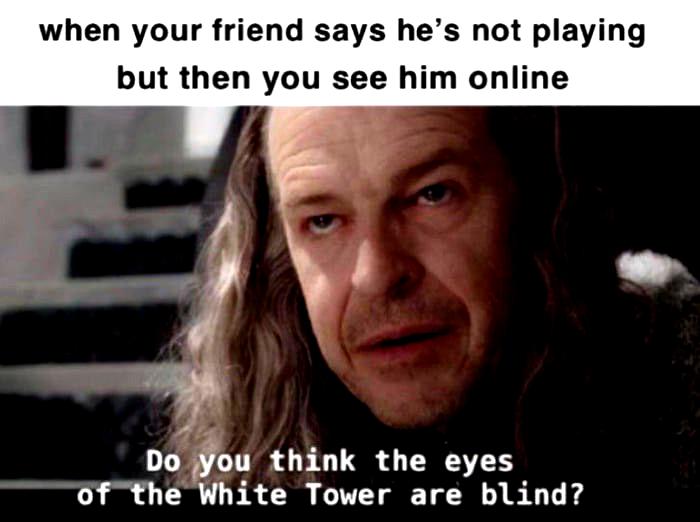 when your friend says he's not playing
but then you see him online
Do you think the eyes
of the White Tower are blind?